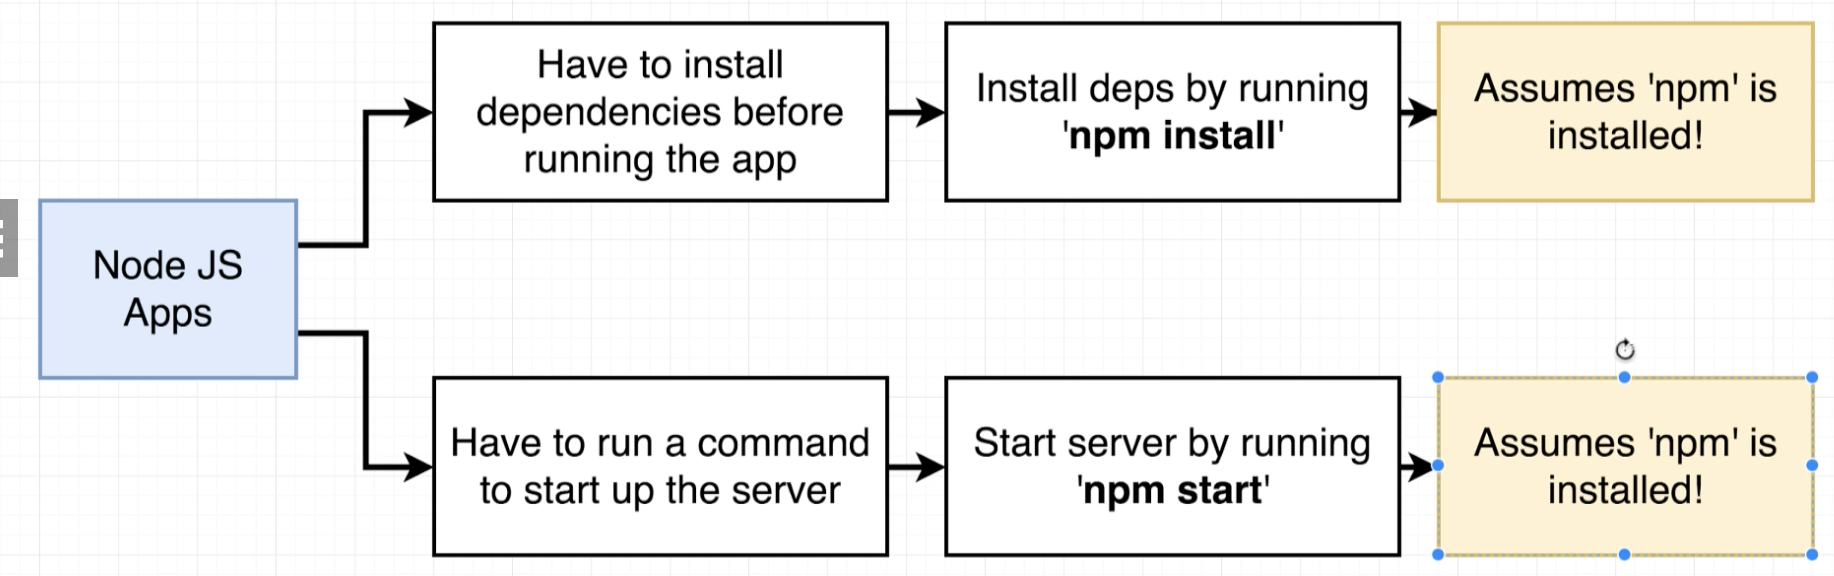 Node JS
Apps
Have to install
dependencies before
running the app
Install deps by running
'npm install'
Assumes 'npm' is
installed!
Have to run a command
to start up the server
Start server by running
'npm start'
Assumes 'npm' is
installed!